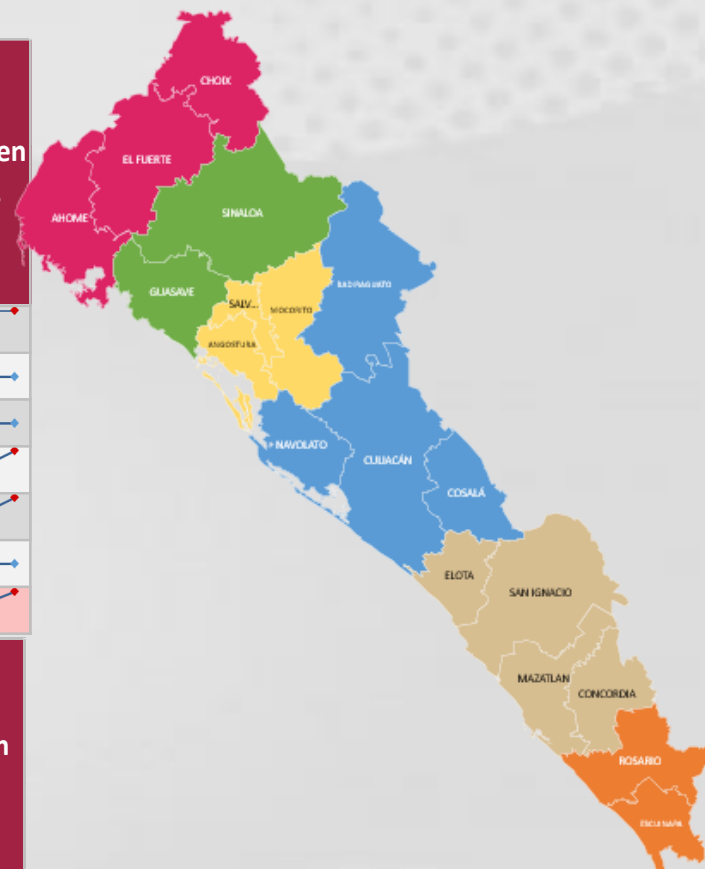 CHOIX
en
EL FUERTE
SINALOA
AHOME
BADIRAGUATO
GUASAVE
SALV...
MOCORITO
ANGOSTURA
NAVOLATO
CULIACÁN
COSALÁ
ELOTA
SAN IGNACIO
MAZATLAN
CONCORDIA
n
ROSARIO
ESCUINAPA